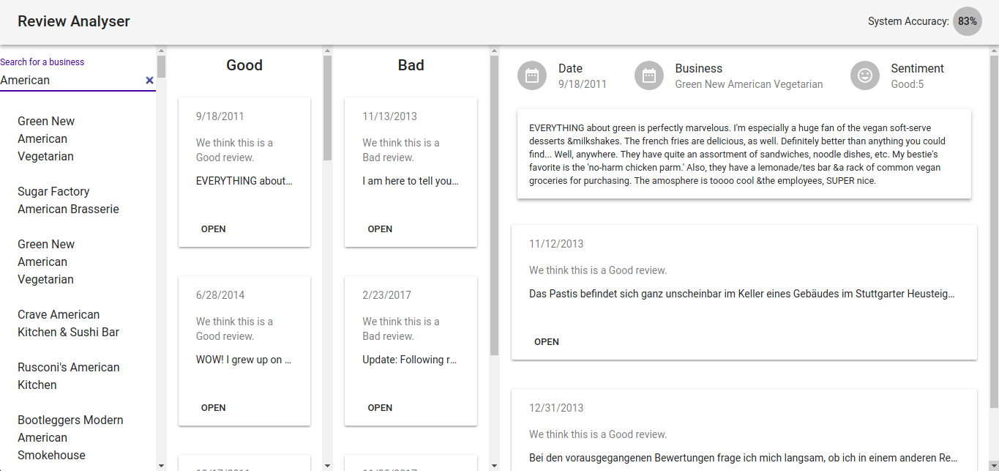 Review Analyser
System Accuracy: 83%
Search for a business
American
Green New
American
Vegetarian
Sugar Factory
American Brasserie
Green New
American
Vegetarian
Crave American
Kitchen & Sushi Bar
Rusconi's American
Kitchen
Bootleggers Modern
American
Smokehouse
Good
9/18/2011
We think this is a
Good review.
EVERYTHING about...
OPEN
6/28/2014
We think this is a
Good review.
WOW! I grew up on ...
OPEN
Bad
11/13/2013
We think this is a
Bad review.
I am here to tell you...
OPEN
2/23/2017
We think this is a
Bad review.
Update: Following r...
OPEN
Date
9/18/2011
Business
Green New American Vegetarian
Sentiment
Good:5
EVERYTHING about green is perfectly marvelous. I'm especially a huge fan of the vegan soft-serve
desserts &milkshakes. The french fries are delicious, as well. Definitely better than anything you could
find... Well, anywhere. They have quite an assortment of sandwiches, noodle dishes, etc. My bestie's
favorite is the 'no-harm chicken parm.' Also, they have a lemonade/tes bar &a rack of common vegan
groceries for purchasing. The amosphere is toooo cool &the employees, SUPER nice.
11/12/2013
We think this is a Good review.
Das Pastis befindet sich ganz unscheinbar im Keller eines Gebäudes im Stuttgarter Heusteig...
OPEN
12/31/2013
We think this is a Good review.
Bei den vorausgegangenen Bewertungen frage ich mich langsam, ob ich in einem anderen Re...